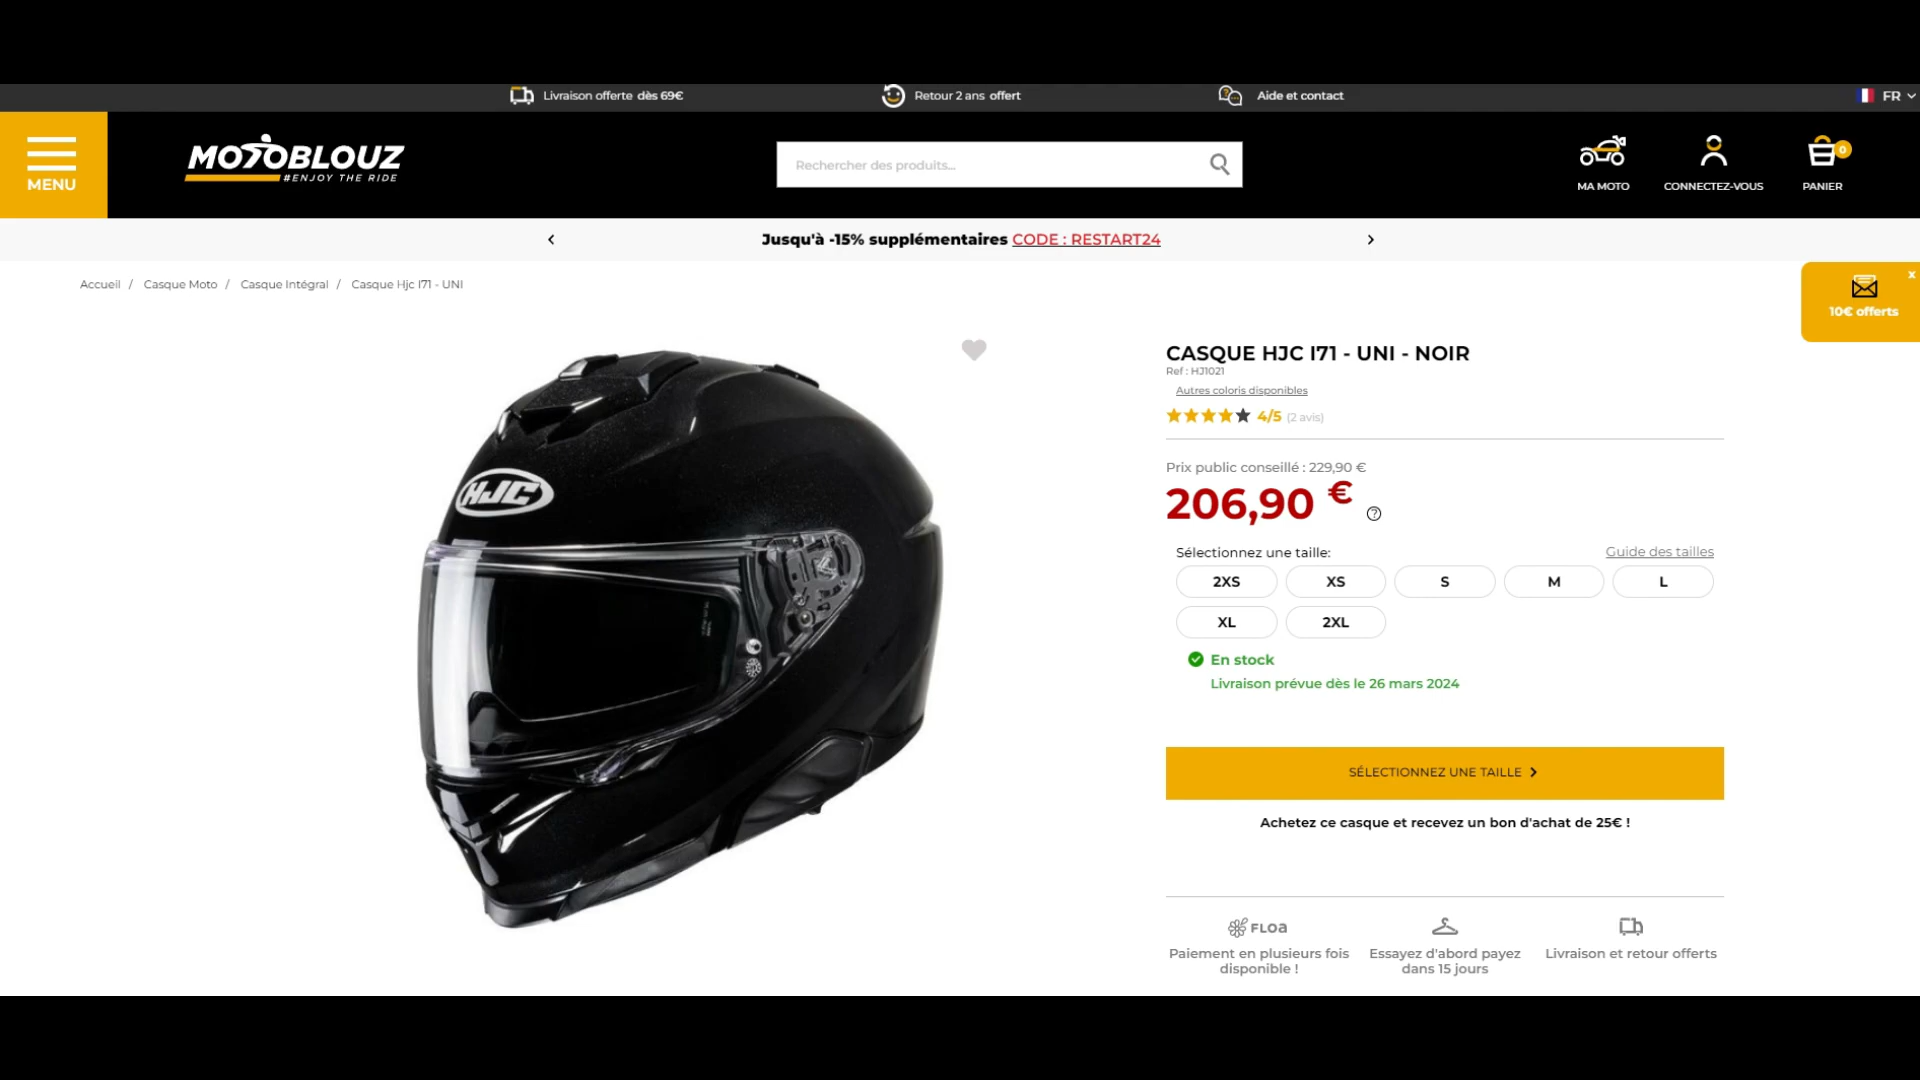 Livraison offerte dès 69€
Retour 2 ans offert
Aide et contact
FR
MENU
MOTOBLOUZ
#ENJOY THE RIDE
Rechercher des produits...
MA MOTO
CONNECTEZ-VOUS
0
PANIER
Jusqu'à -15% supplémentaires CODE : RESTART24
x
10€ offerts
Accueil / Casque Moto / Casque Intégral / Casque Hjc I71 - UNI
HJC
CASQUE HJC I71 - UNI - NOIR
Ref : HJ1021
Autres coloris disponibles
4/5 (2 avis)
Prix public conseillé : 229,90 €
206,90 €
?
Sélectionnez une taille:
Guide des tailles
2XS XS S M L
XL 2XL
En stock
Livraison prévue dès le 26 mars 2024
SÉLECTIONNEZ UNE TAILLE
Achetez ce casque et recevez un bon d'achat de 25€ !
FLOA
Paiement en plusieurs fois
disponible !
Essayez d'abord payez
dans 15 jours
Livraison et retour offerts